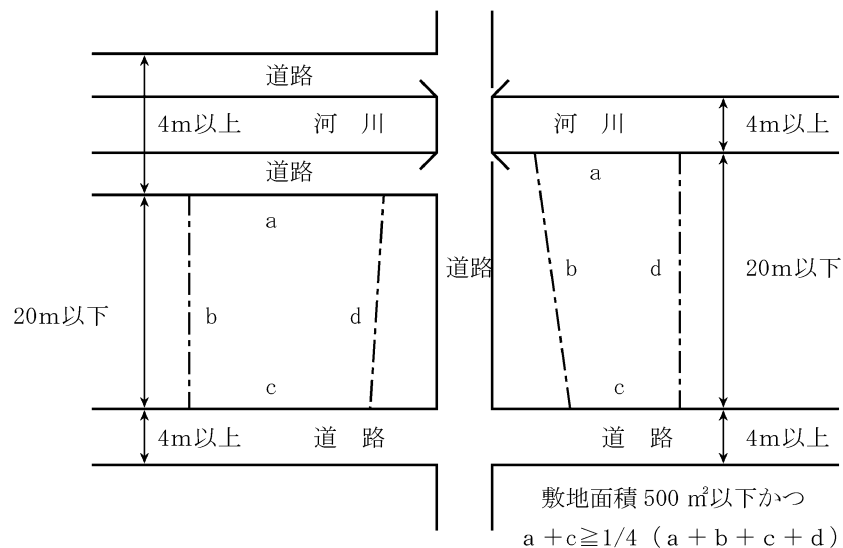 道路
4m以上
河 川
河 川
4m以上
道路
a
a
道路
20m以下
b
d
b
d
20m以下
c
c
4m以上
道 路
道 路
4m以上
敷地面積 500 ㎡以下かつ
a+c≧1/4(a+b+c+d)